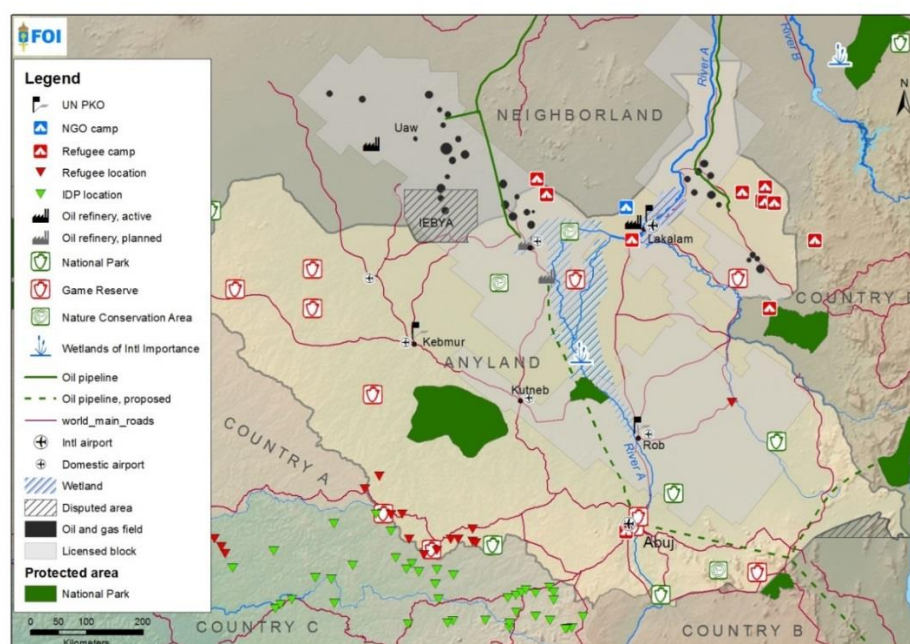 FOI
Legend
UN PKO
NGO camp
Refugee camp
Refugee location
IDP location
Oil refinery, active
Oil refinery, planned
National Park
Game Reserve
Nature Conservation Area
Wetlands of Intl Importance
Oil pipeline
Oil pipeline, proposed
world_main_roads
Intl airport
Domestic airport
Wetland
Disputed area
Oil and gas field
Licensed block
Protected area
National Park
0 50 100 200
Kilometers
River A
River B
N
NEIGHBORLAND
Uaw
IEBYA
Lakalam
COUNTRY D
Kebmur
ANYLAND
Kutneb
COUNTRY A
Rob
River A
Abuj
COUNTRY C
COUNTRY B